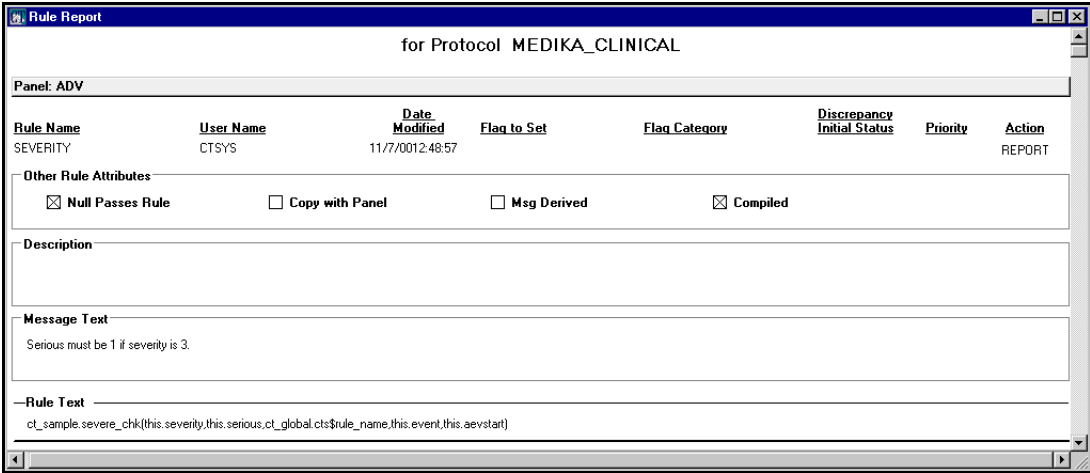 Rule Report
for Protocol MEDIKA_CLINICAL
Panel: ADV
Rule Name User Name Date Modified Flag to Set Flag Category Discrepancy Initial Status Priority Action
SEVERITY CTSYS 11/7/0012:48:57 REPORT
Other Rule Attributes
Null Passes Rule Copy with Panel Msg Derived Compiled
Description
Message Text
Serious must be 1 if severity is 3.
Rule Text
ct_sample.severe_chk(this.severity,this.serious,ct_global.cts$rule_name,this.event,this.aevstart)